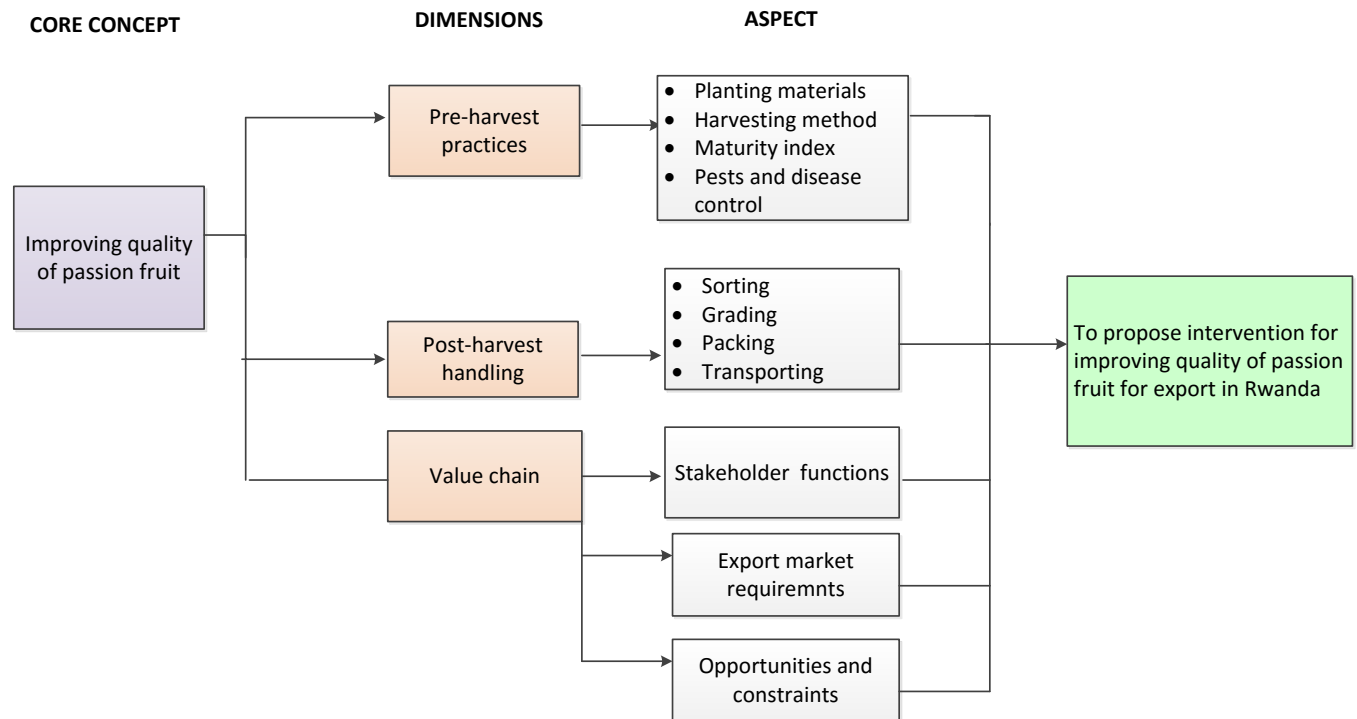 CORE CONCEPT
DIMENSIONS
ASPECT
Improving quality
of passion fruit
Pre-harvest
practices
• Planting materials
• Harvesting method
• Maturity index
• Pests and disease
control
Post-harvest
handling
• Sorting
• Grading
• Packing
• Transporting
Value chain
Stakeholder functions
Export market
requiremnts
Opportunities and
constraints
To propose intervention for
improving quality of passion
fruit for export in Rwanda